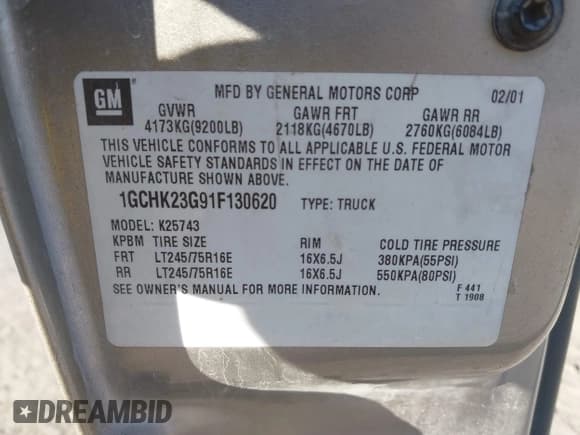 GM
MFD BY GENERAL MOTORS CORP 02/01
GVWR GAWR FRT GAWR RR
4173KG(9200LB) 2118KG(4670LB) 2760KG(6084LB)
THIS VEHICLE CONFORMS TO ALL APPLICABLE U.S. FEDERAL MOTOR
VEHICLE SAFETY STANDARDS IN EFFECT ON THE DATE OF
MANUFACTURE SHOWN ABOVE.
1GCHK23G91F130620 TYPE: TRUCK
MODEL: K25743
KPBM TIRE SIZE RIM COLD TIRE PRESSURE
FRT LT245/75R16E 16X6.5J 380KPA(55PSI)
RR LT245/75R16E 16X6.5J 550KPA(80PSI)
SEE OWNER'S MANUAL FOR MORE INFORMATION. F 441
T 1908
DREAMBID